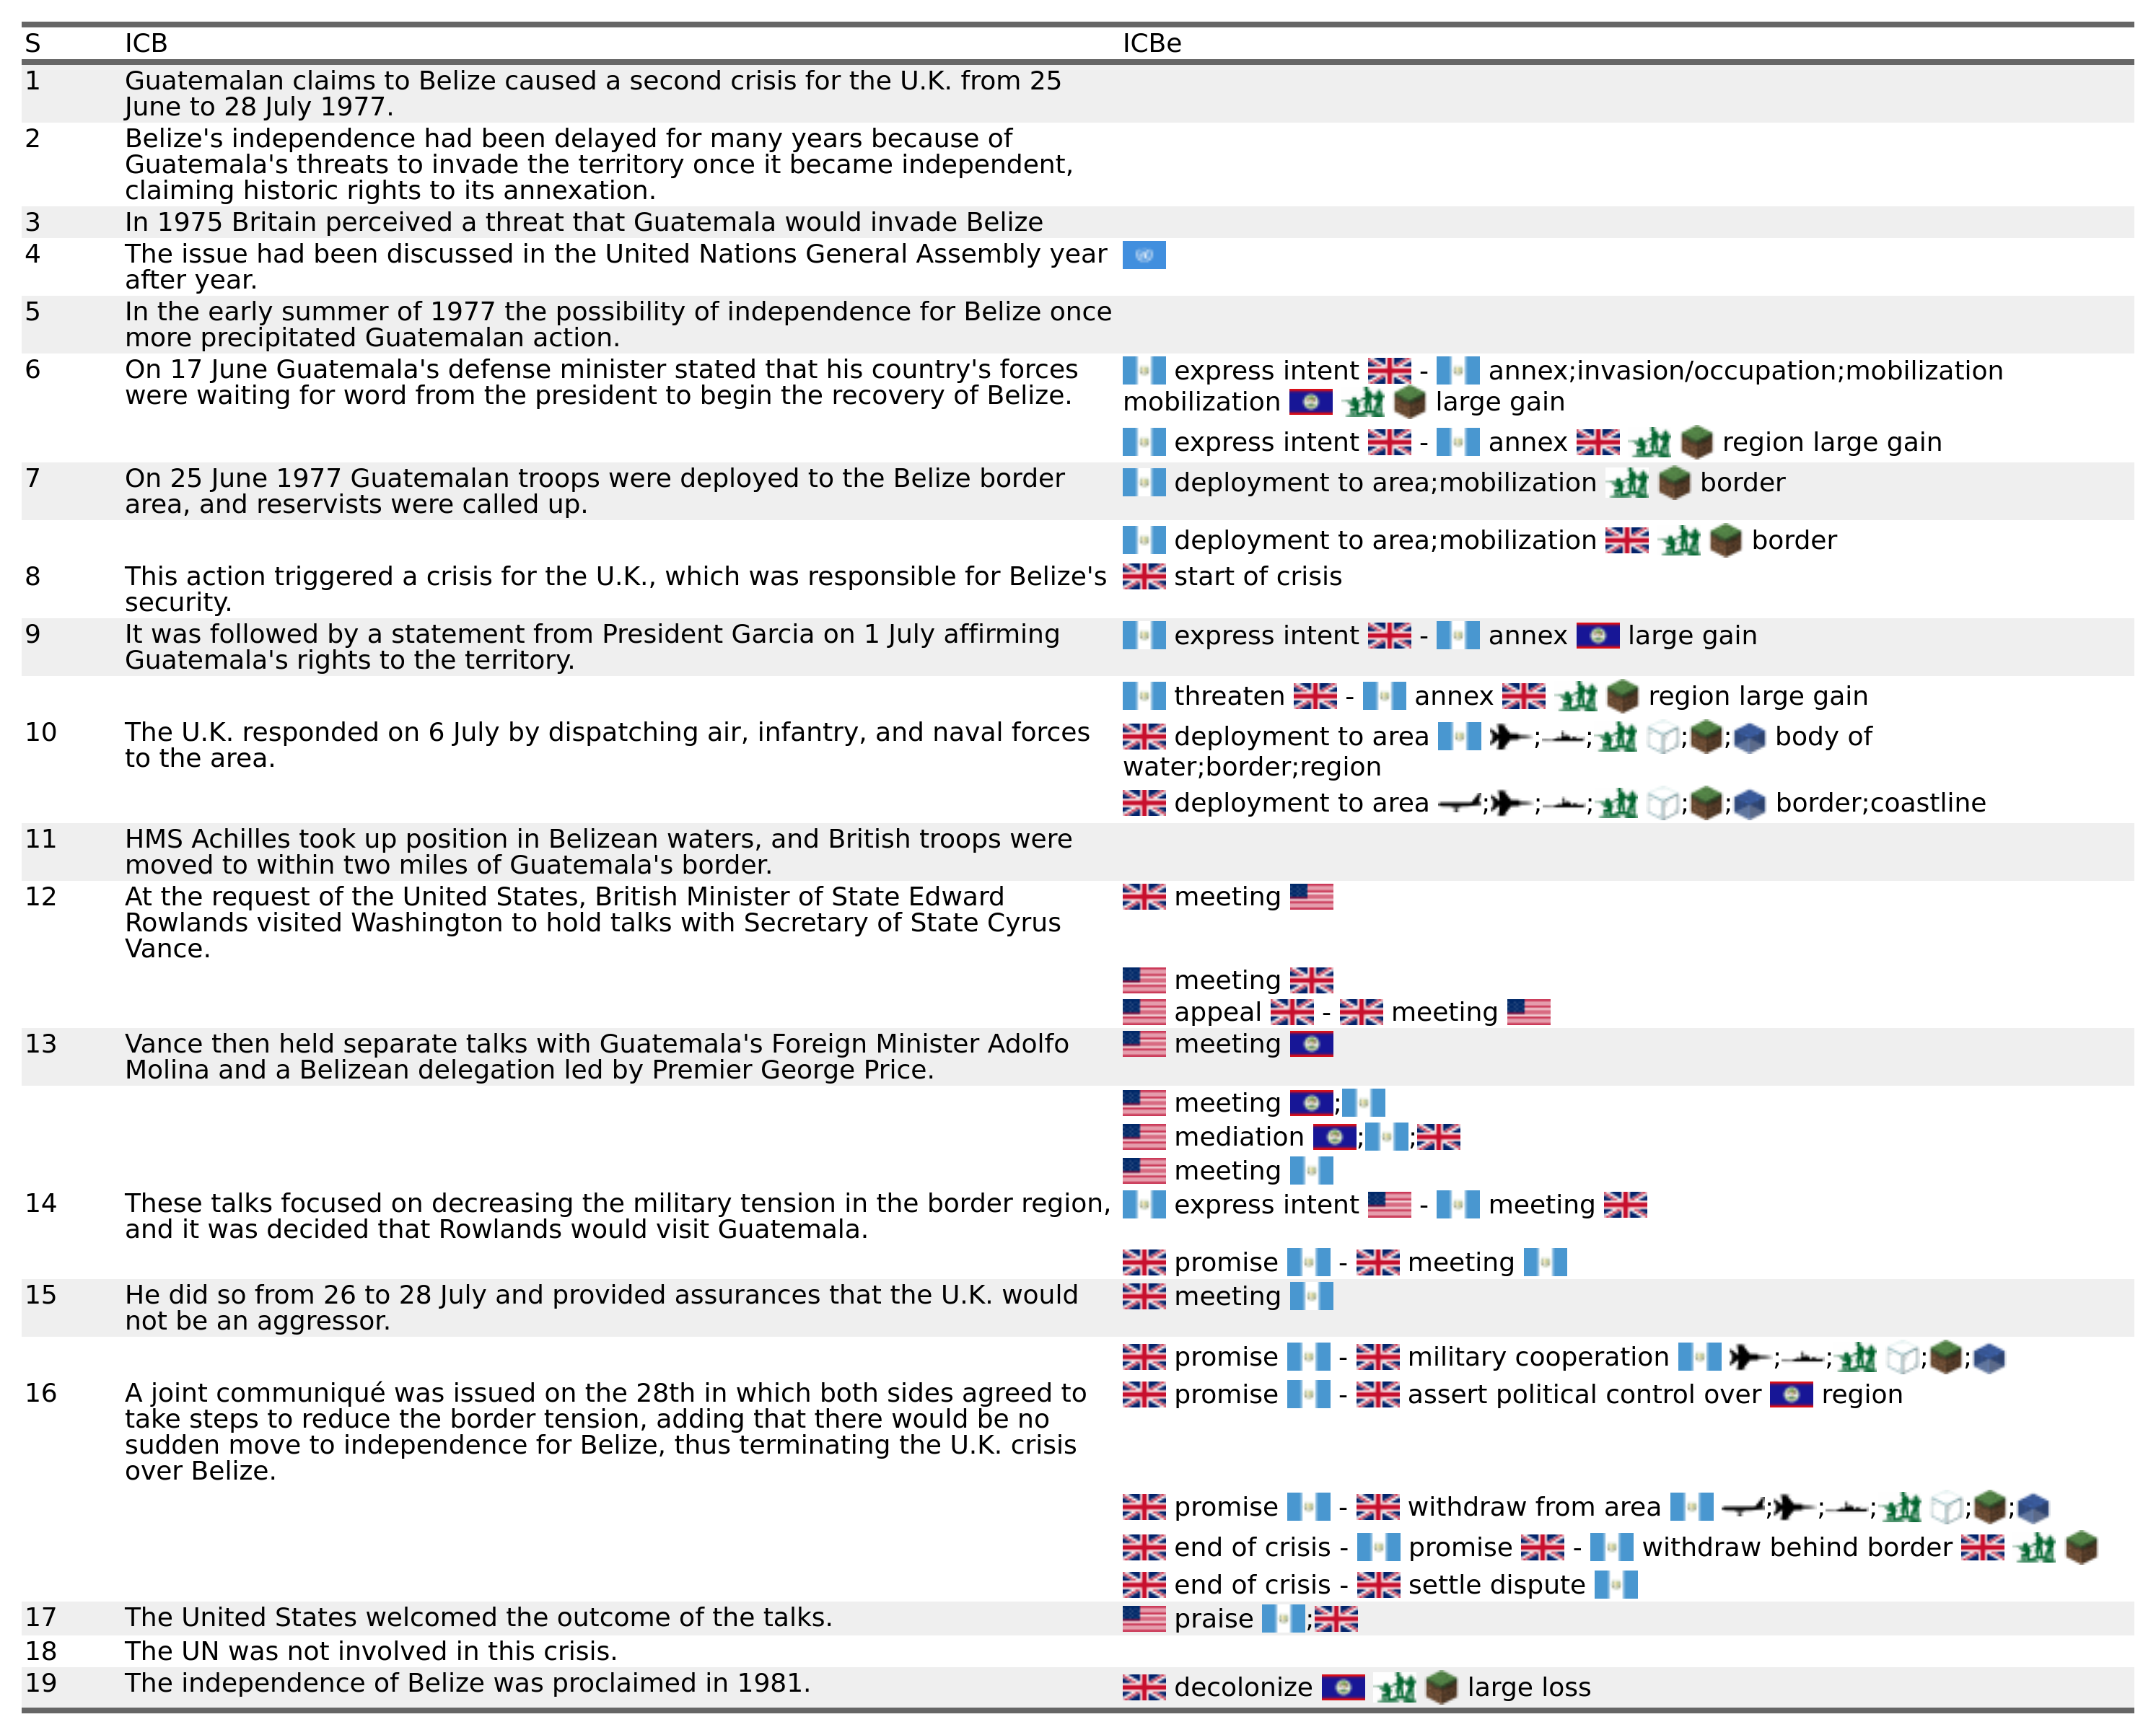 S ICB ICBe
1 Guatemalan claims to Belize caused a second crisis for the U.K. from 25
June to 28 July 1977.
2 Belize's independence had been delayed for many years because of
Guatemala's threats to invade the territory once it became independent,
claiming historic rights to its annexation.
3 In 1975 Britain perceived a threat that Guatemala would invade Belize
4 The issue had been discussed in the United Nations General Assembly year
after year.
5 In the early summer of 1977 the possibility of independence for Belize once
more precipitated Guatemalan action.
6 On 17 June Guatemala's defense minister stated that his country's forces
were waiting for word from the president to begin the recovery of Belize.
express intent - annex;invasion/occupation;mobilization
mobilization large gain
express intent - annex region large gain
7 On 25 June 1977 Guatemalan troops were deployed to the Belize border
area, and reservists were called up.
deployment to area;mobilization border
deployment to area;mobilization border
8 This action triggered a crisis for the U.K., which was responsible for Belize's
security.
start of crisis
9 It was followed by a statement from President Garcia on 1 July affirming
Guatemala's rights to the territory.
express intent - annex large gain
threaten - annex region large gain
10 The U.K. responded on 6 July by dispatching air, infantry, and naval forces
to the area.
deployment to area ; ; ; ; body of
water;border;region
deployment to area ; ; ; ; ; border;coastline
11 HMS Achilles took up position in Belizean waters, and British troops were
moved to within two miles of Guatemala's border.
12 At the request of the United States, British Minister of State Edward
Rowlands visited Washington to hold talks with Secretary of State Cyrus
Vance.
meeting
meeting
appeal - meeting
13 Vance then held separate talks with Guatemala's Foreign Minister Adolfo
Molina and a Belizean delegation led by Premier George Price.
meeting
meeting ;
mediation ; ;
meeting
14 These talks focused on decreasing the military tension in the border region,
and it was decided that Rowlands would visit Guatemala.
express intent - meeting
promise - meeting
15 He did so from 26 to 28 July and provided assurances that the U.K. would
not be an aggressor.
meeting
promise - military cooperation ; ; ; ;
16 A joint communiqué was issued on the 28th in which both sides agreed to
take steps to reduce the border tension, adding that there would be no
sudden move to independence for Belize, thus terminating the U.K. crisis
over Belize.
promise - assert political control over region
promise - withdraw from area ; ; ; ; ;
end of crisis - promise - withdraw behind border
end of crisis - settle dispute
17 The United States welcomed the outcome of the talks.
praise ;
18 The UN was not involved in this crisis.
19 The independence of Belize was proclaimed in 1981.
decolonize large loss